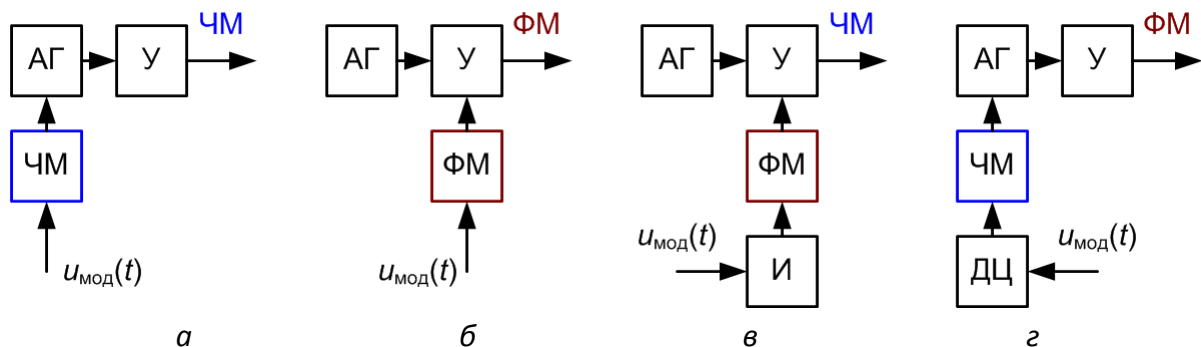 ЧМ
АГ
У
ЧМ
uмод(t)
а
ФМ
АГ
У
ФМ
uмод(t)
б
ЧМ
АГ
У
ФМ
uмод(t)
И
в
ФМ
АГ
У
ЧМ
ДЦ
uмод(t)
г